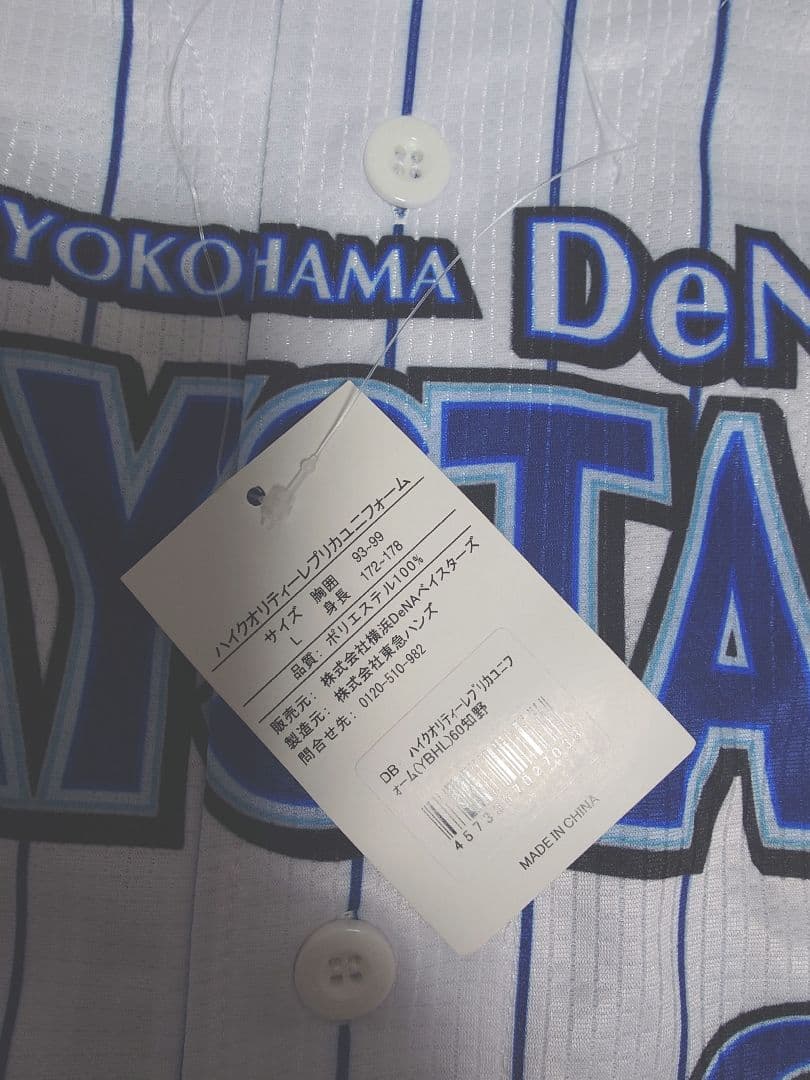 YOKOHAMA DeN
AYSTA
ハイクオリティーレプリカユニフォーム
サイズ 胸囲 93-99
L 身長 172-178
品質: ポリエステル100%
販売元: 株式会社横浜DeNAベイスターズ
製造元: 株式会社東急ハンズ
問合せ先: 0120-510-982
DB ハイクオリティーレプリカユニフ
ォーム(YBHL)60知野
MADE IN CHINA